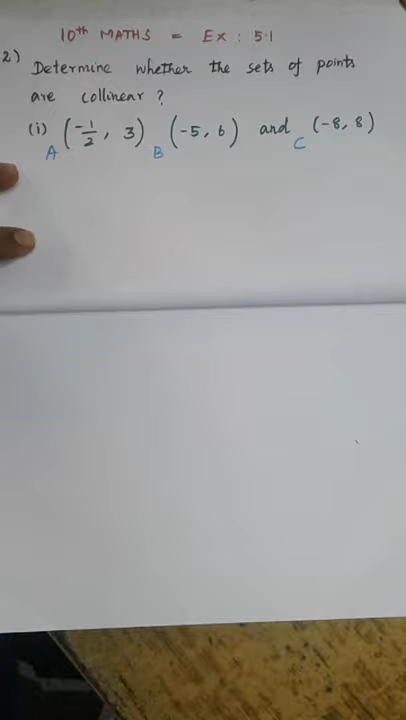 10th MATHS = Ex : 5.1
2) Determine whether the sets of points
are collinear ?
(i) (-1/2, 3) (-5, 6) and (-8, 8)
A B C